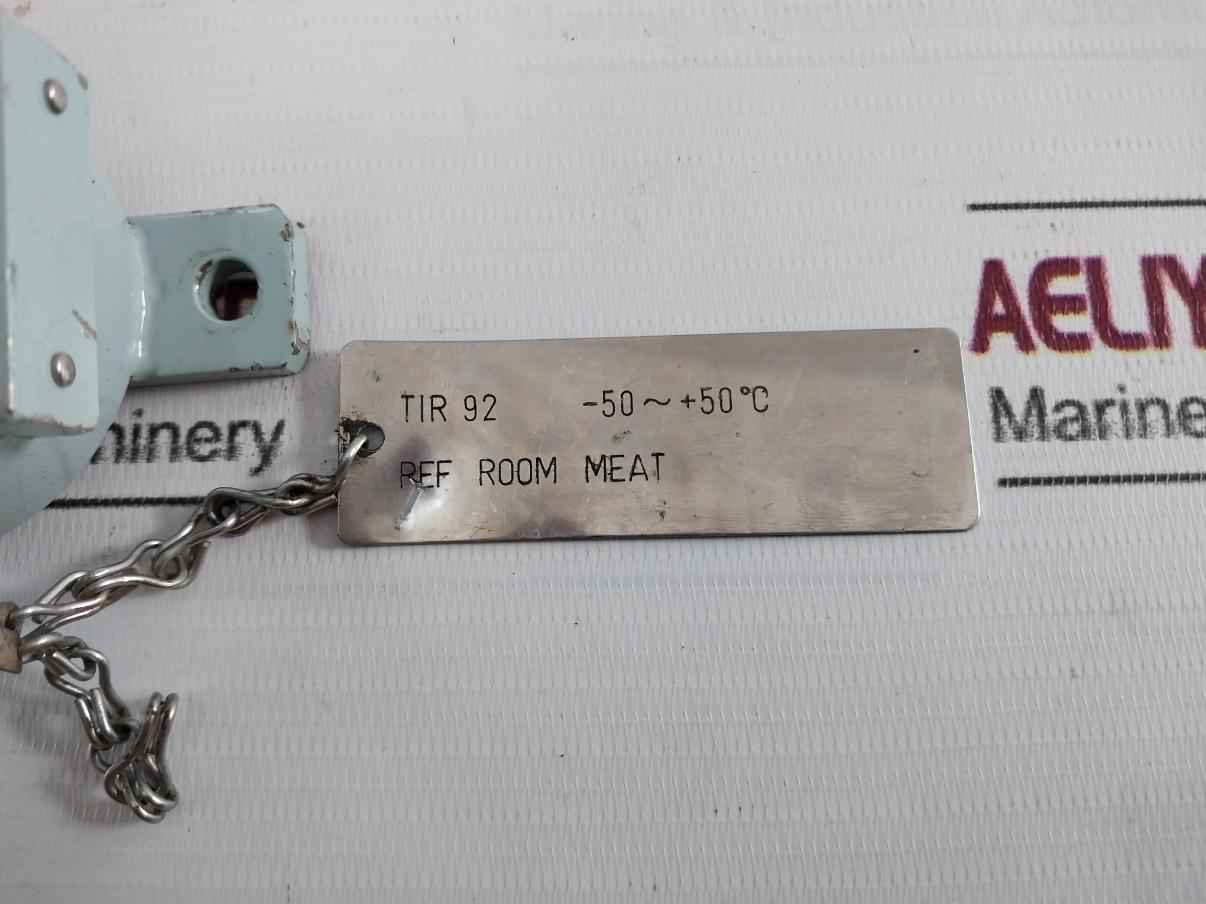 AELIY
Marine
hinery
TIR 92 -50~+50°C
REF ROOM MEAT